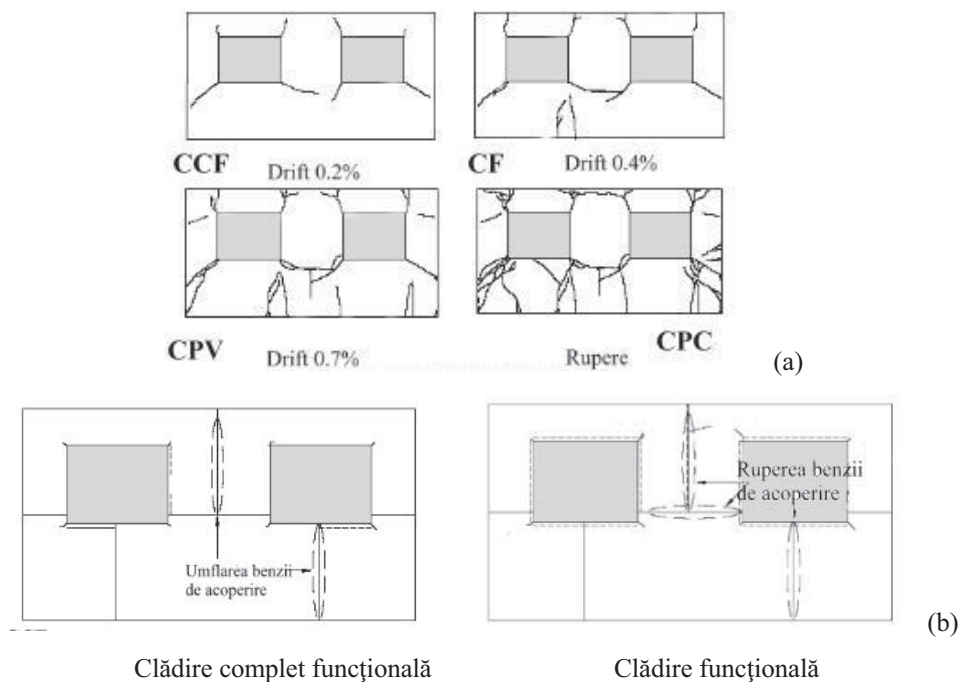 CCF Drift 0.2%
CF Drift 0.4%
CPV Drift 0.7%
Rupere CPC
(a)
Ruperea benzii
de acoperire
Umflarea benzii
de acoperire
(b)
Clădire complet funcţională Clădire funcţională